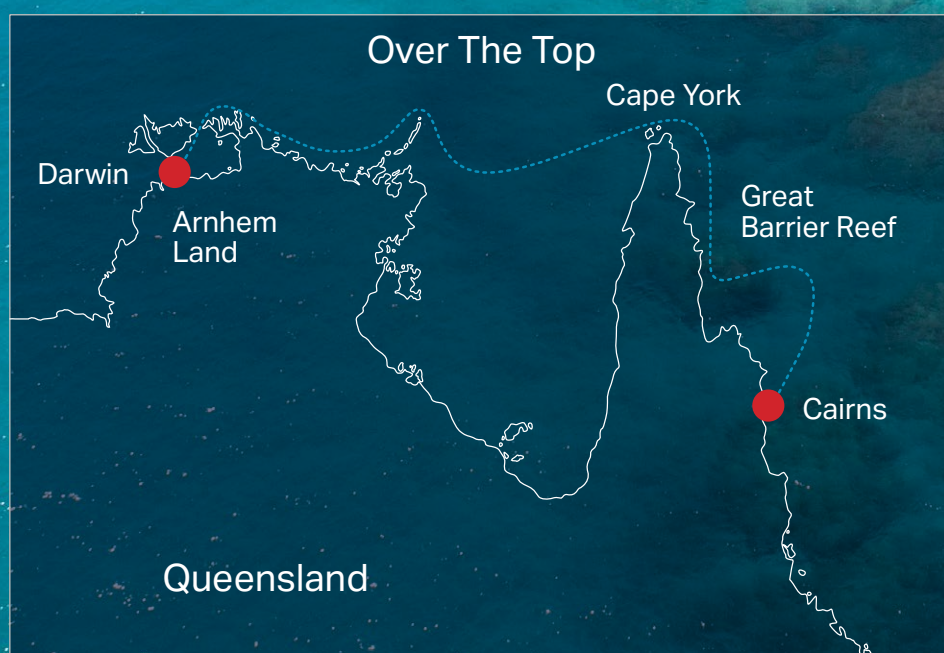 Over The Top
Cape York
Darwin
Great
Barrier Reef
Arnhem
Land
Cairns
Queensland